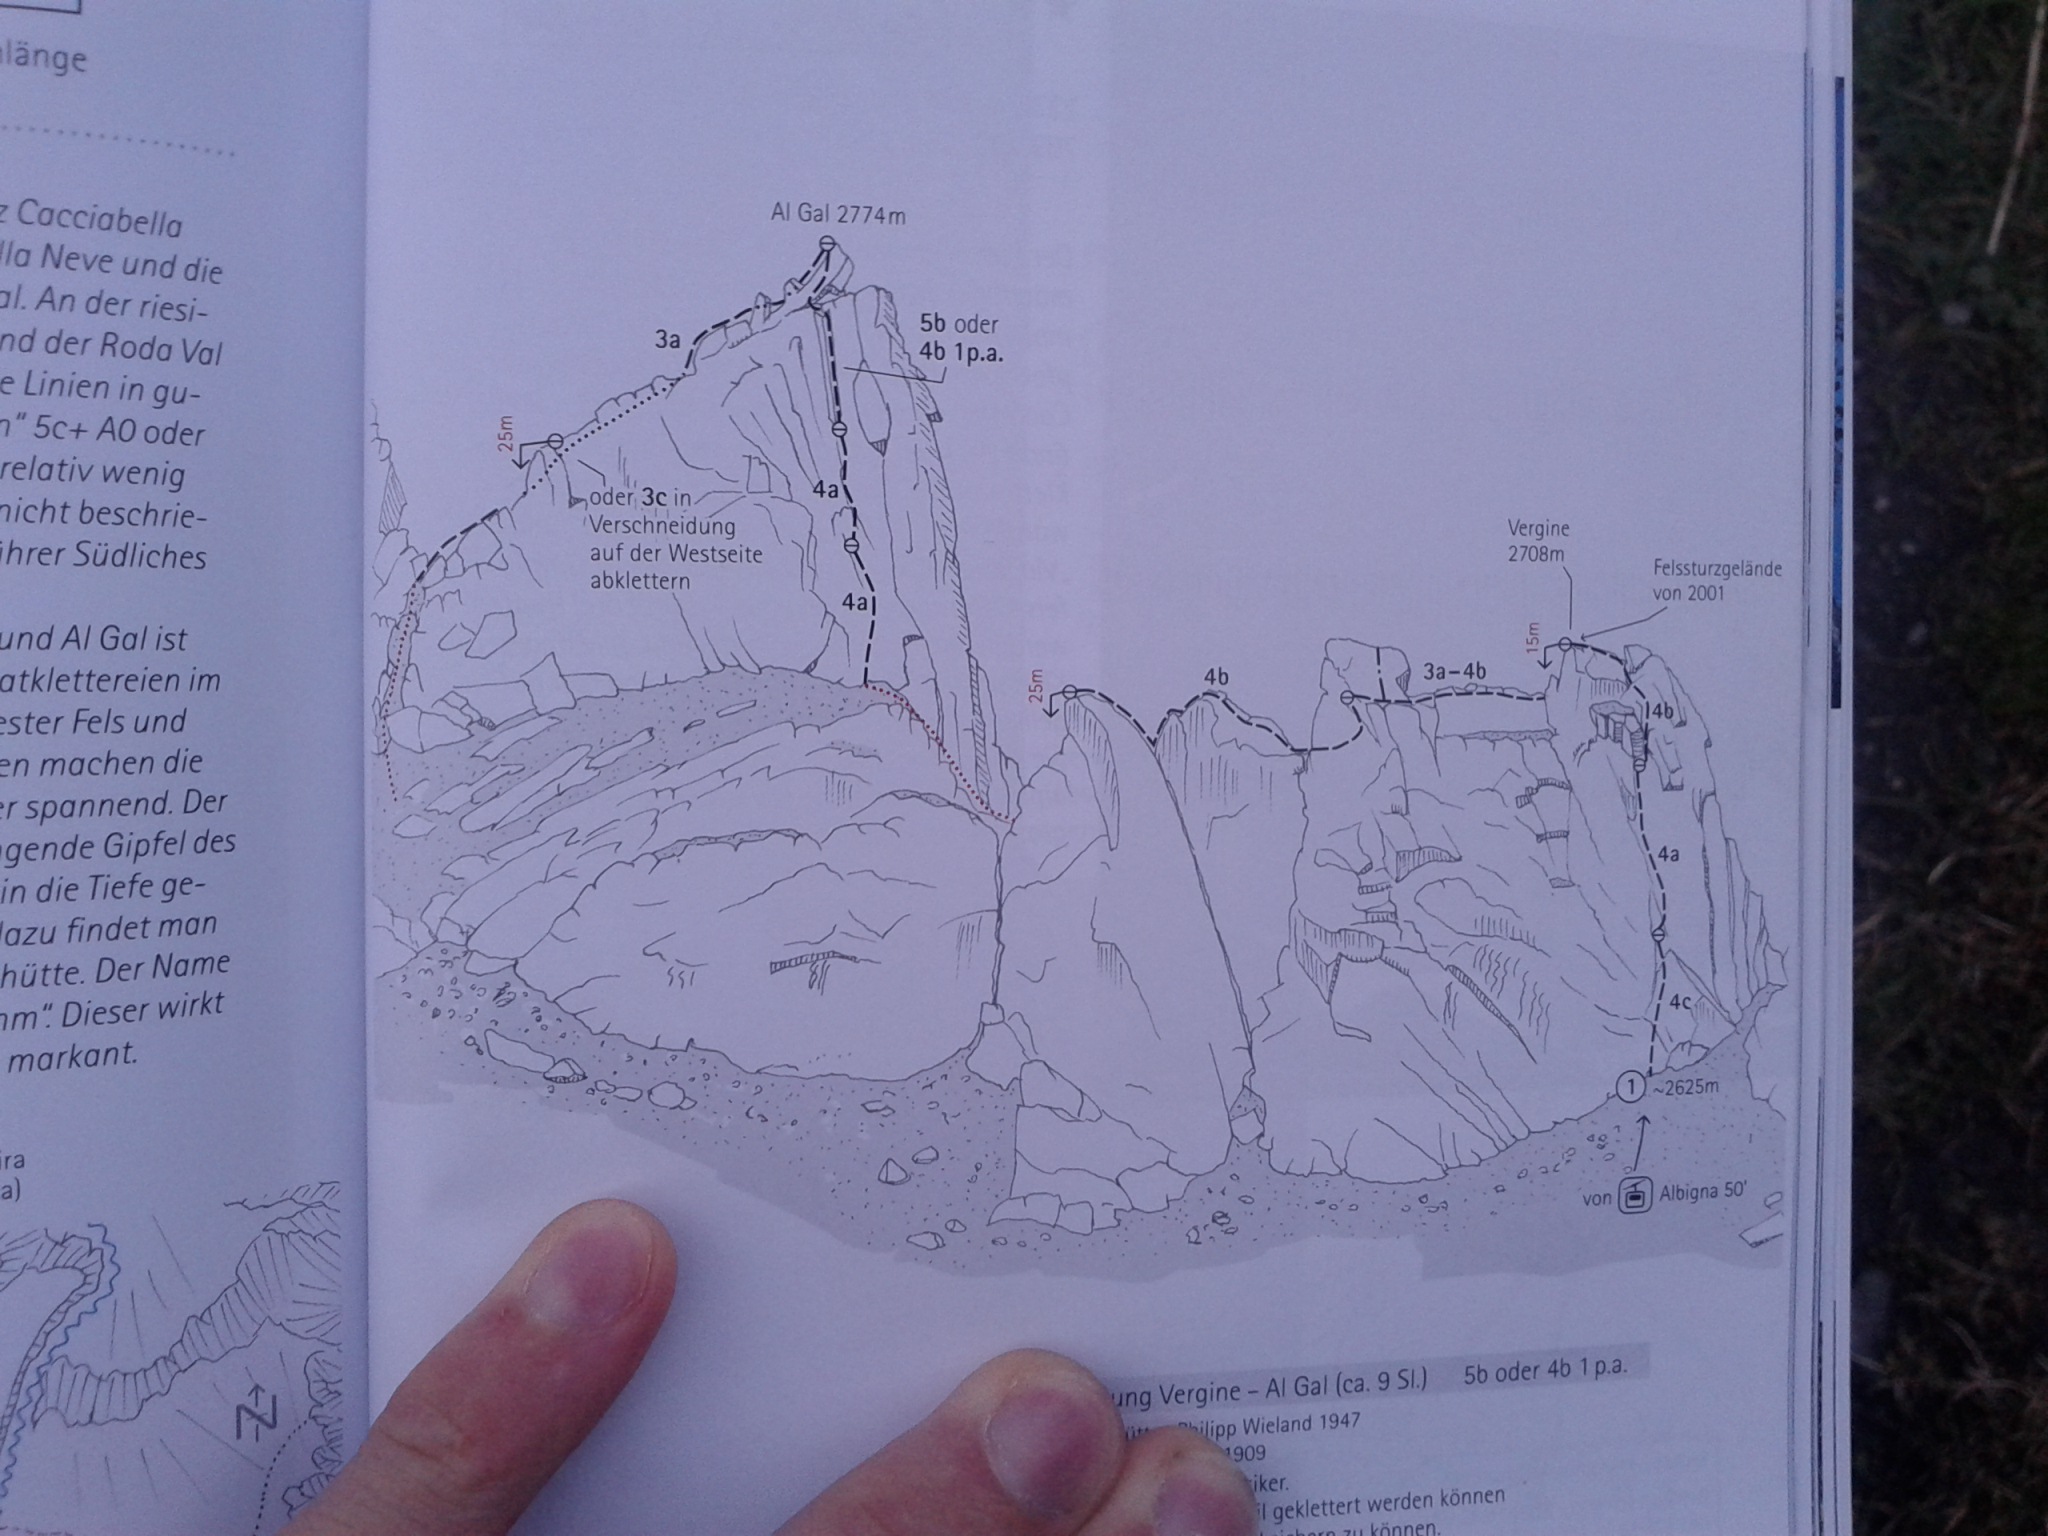 länge
Cacciabella
lla Neve und die
al. An der riesi-
nd der Roda Val
e Linien in gu-
n“ 5c+ A0 oder
relativ wenig
nicht beschrie-
ührer Südliches
und Al Gal ist
atklettereien im
ester Fels und
en machen die
er spannend. Der
gende Gipfel des
in die Tiefe ge-
dazu findet man
hütte. Der Name
mm“. Dieser wirkt
markant.
ira
a)
N
Al Gal 2774m
5b oder
4b 1p.a.
3a
25m
oder 3c in
Verschneidung
auf der Westseite
abklettern
4a
4a
25m
4b
3a–4b
15m
Vergine
2708m
Felssturzgelände
von 2001
4b
4a
4c
1 ~2625m
von Albigna 50'
ung Vergine – Al Gal (ca. 9 Sl.) 5b oder 4b 1 p.a.
Philipp Wieland 1947
1909
iker.
il geklettert werden können
zu können.